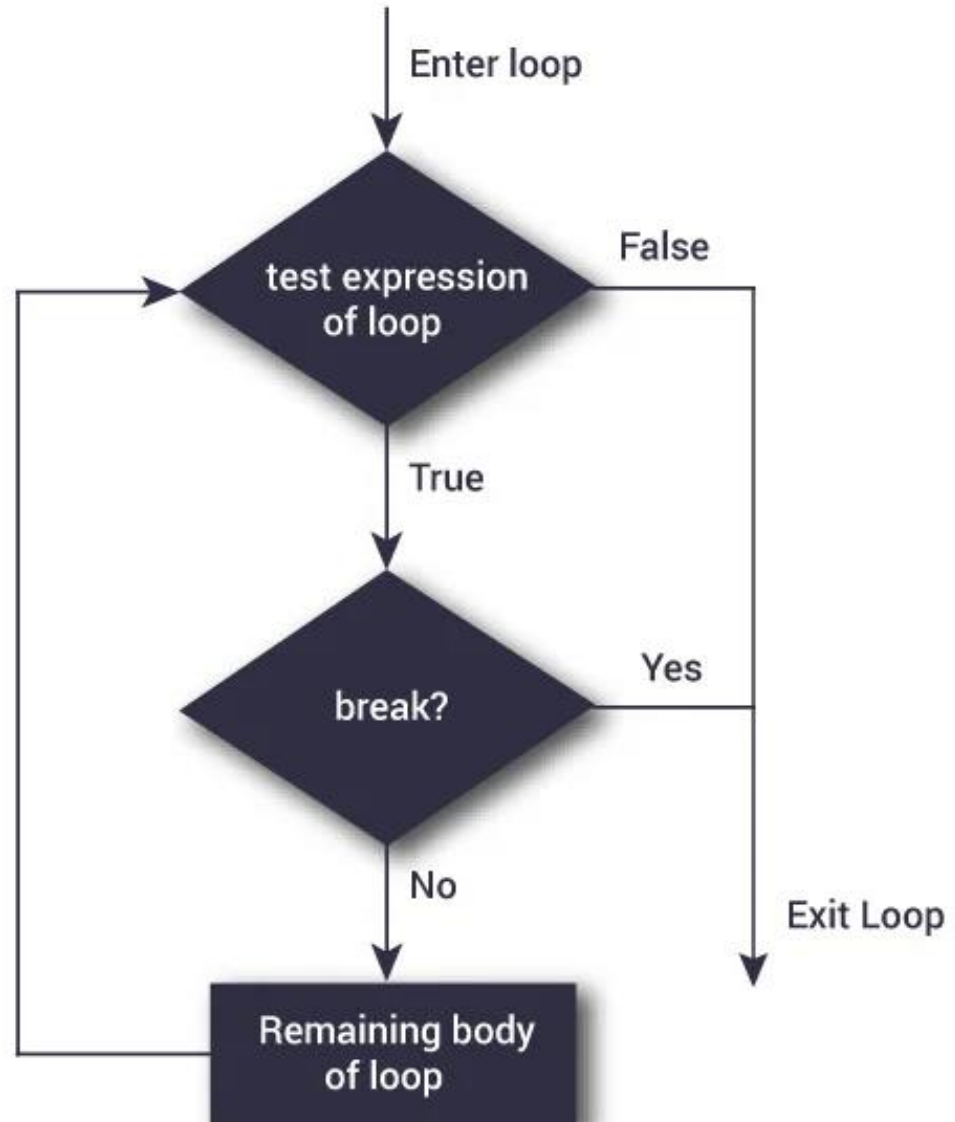 Enter loop
False
test expression
of loop
True
Yes
break?
No
Exit Loop
Remaining body
of loop